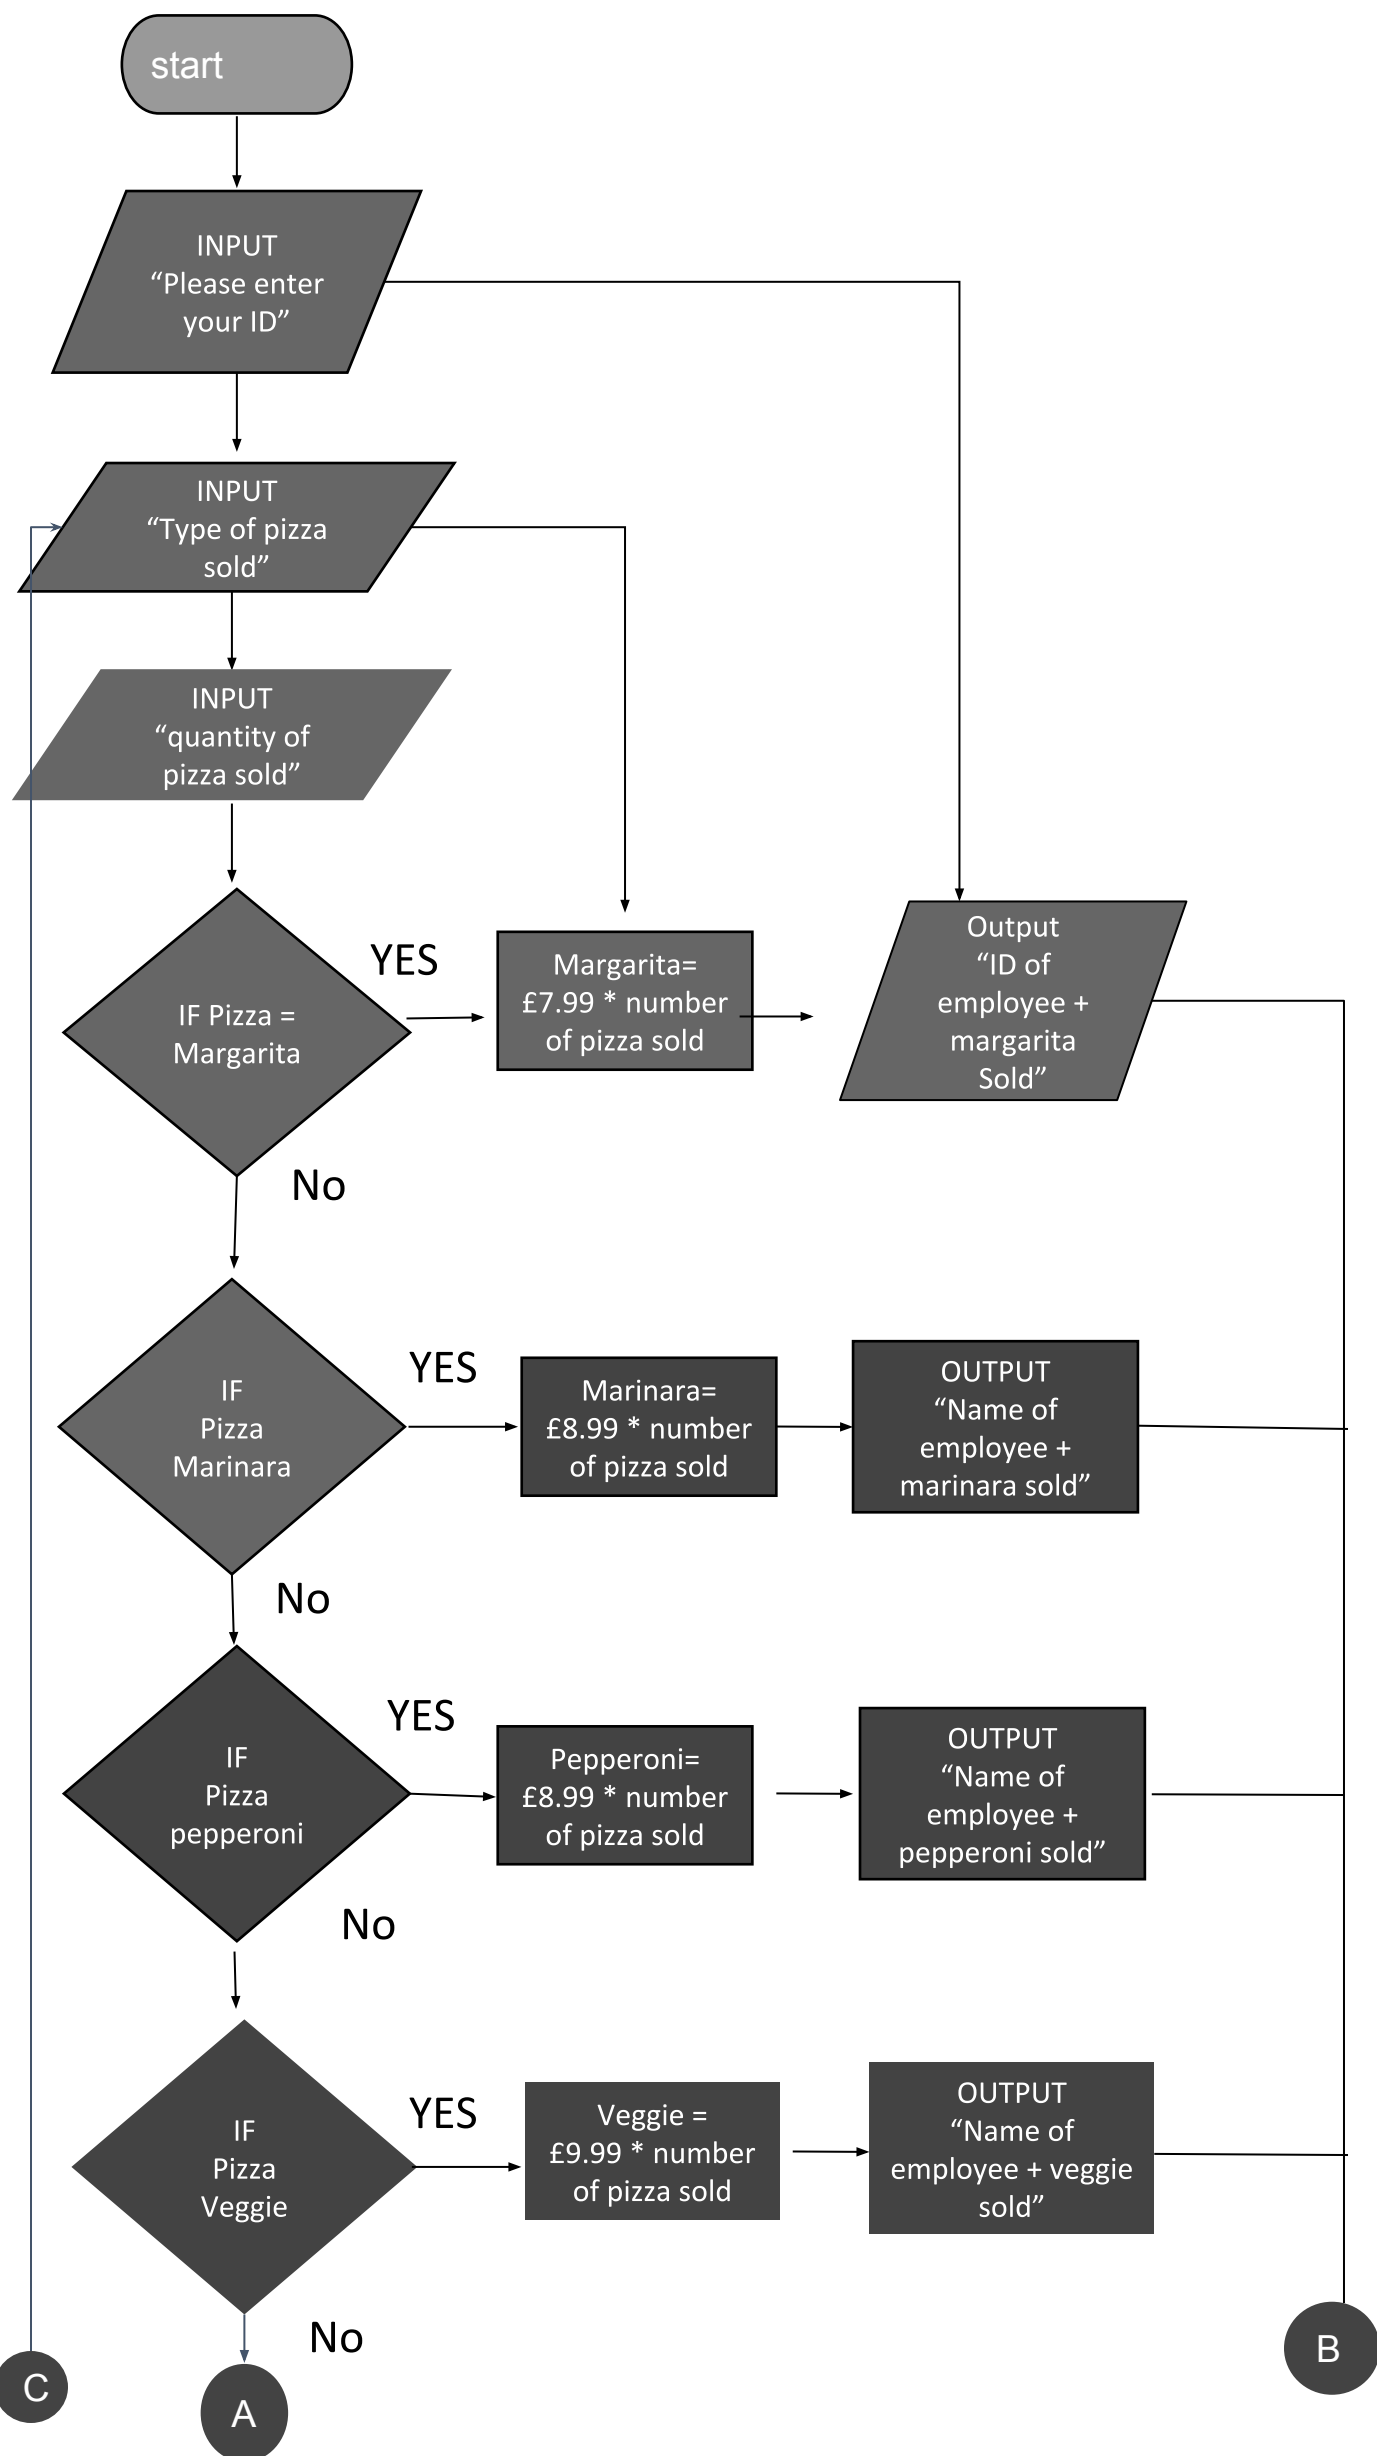 start
INPUT
“Please enter
your ID”
INPUT
“Type of pizza
sold”
INPUT
“quantity of
pizza sold”
IF Pizza =
Margarita
YES
Margarita=
£7.99 * number
of pizza sold
Output
“ID of
employee +
margarita
Sold”
No
IF
Pizza
Marinara
YES
Marinara=
£8.99 * number
of pizza sold
OUTPUT
“Name of
employee +
marinara sold”
No
IF
Pizza
pepperoni
YES
Pepperoni=
£8.99 * number
of pizza sold
OUTPUT
“Name of
employee +
pepperoni sold”
No
IF
Pizza
Veggie
YES
Veggie =
£9.99 * number
of pizza sold
OUTPUT
“Name of
employee + veggie
sold”
No
C
A
B